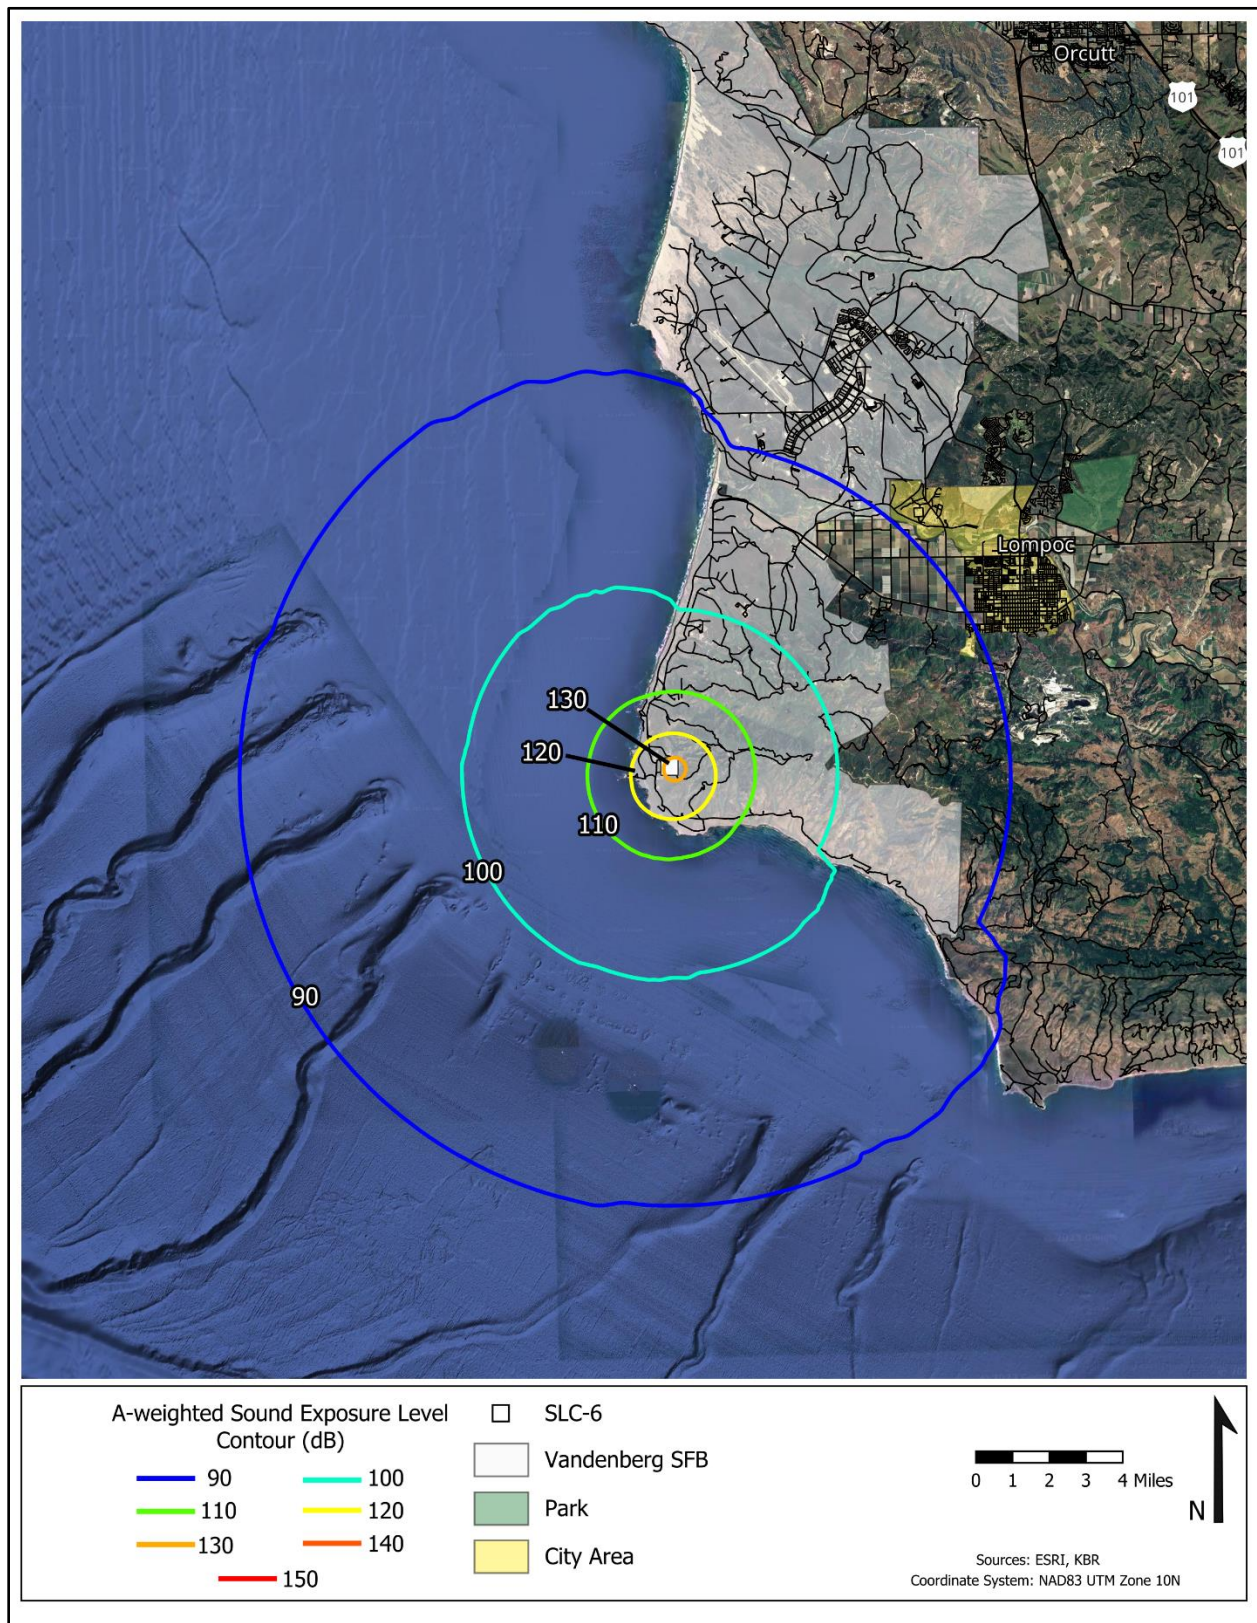 Orcutt
101
101
Lompoc
130
120
110
100
90
A-weighted Sound Exposure Level
Contour (dB)
90
100
110
120
130
140
150
SLC-6
Vandenberg SFB
Park
City Area
0 1 2 3 4 Miles
N
Sources: ESRI, KBR
Coordinate System: NAD83 UTM Zone 10N